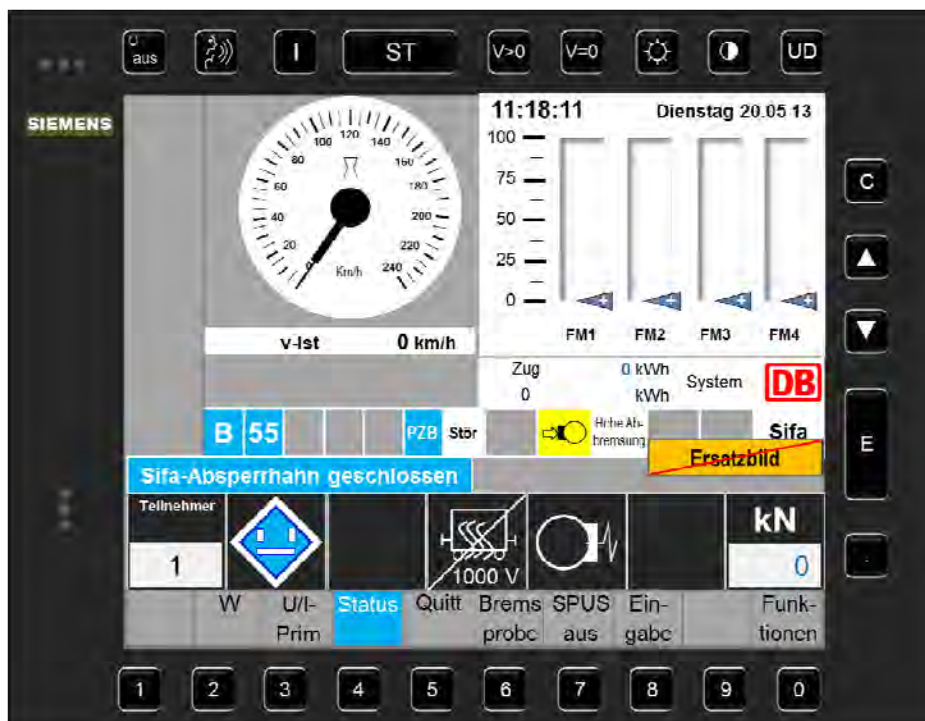 aus
I
ST
V>0
V=0
UD
SIEMENS
11:18:11
Dienstag 20.05 13
100
75
50
25
0
0
20
40
60
80
100
120
140
160
180
200
220
240
Km/h
FM1
FM2
FM3
FM4
v-Ist
0 km/h
Zug
0
0 kWh
kWh
System
DB
B
55
PZB
Stör
Hohe Ab-
bremsung
Sifa
Ersatzbild
Sifa-Absperrhahn geschlossen
Teilnehmer
1
1000 V
kN
0
W
U/I-
Prim
Status
Quitt
Brems
probe
SPUS
aus
Ein-
gabe
Funk-
tionen
C
E
.
1
2
3
4
5
6
7
8
9
0